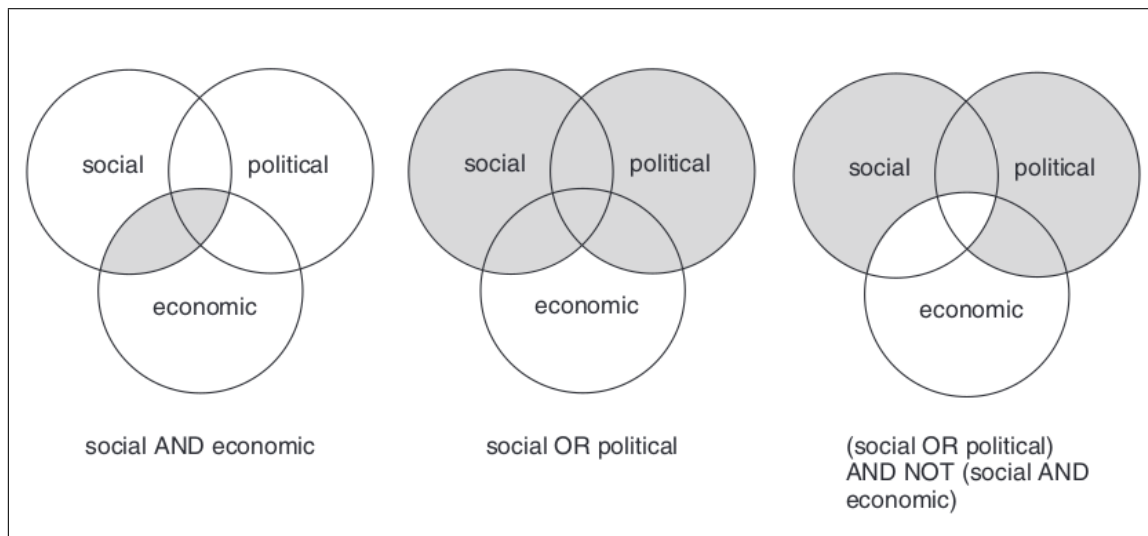 social
political
economic
social AND economic
social
political
economic
social OR political
social
political
economic
(social OR political)
AND NOT (social AND
economic)